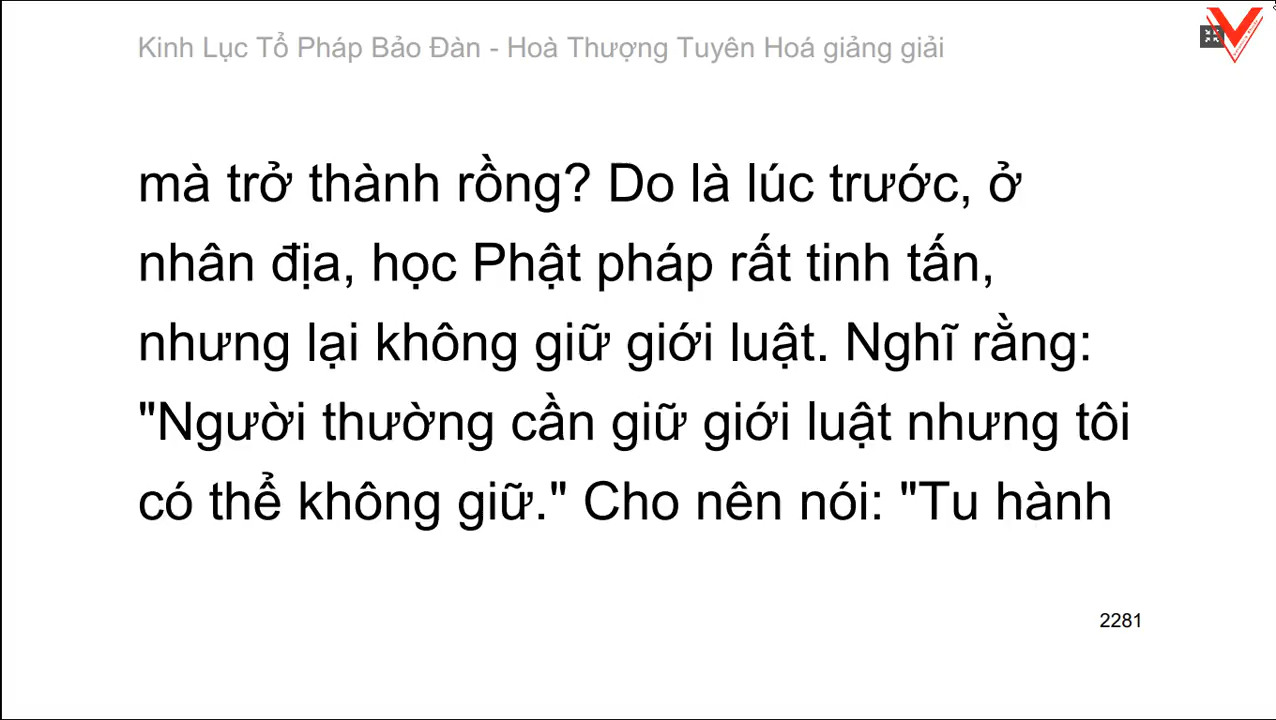 Kinh Lục Tổ Pháp Bảo Đàn - Hoà Thượng Tuyên Hoá giảng giải
mà trở thành rồng? Do là lúc trước, ở
nhân địa, học Phật pháp rất tinh tấn,
nhưng lại không giữ giới luật. Nghĩ rằng:
"Người thường cần giữ giới luật nhưng tôi
có thể không giữ." Cho nên nói: "Tu hành
2281